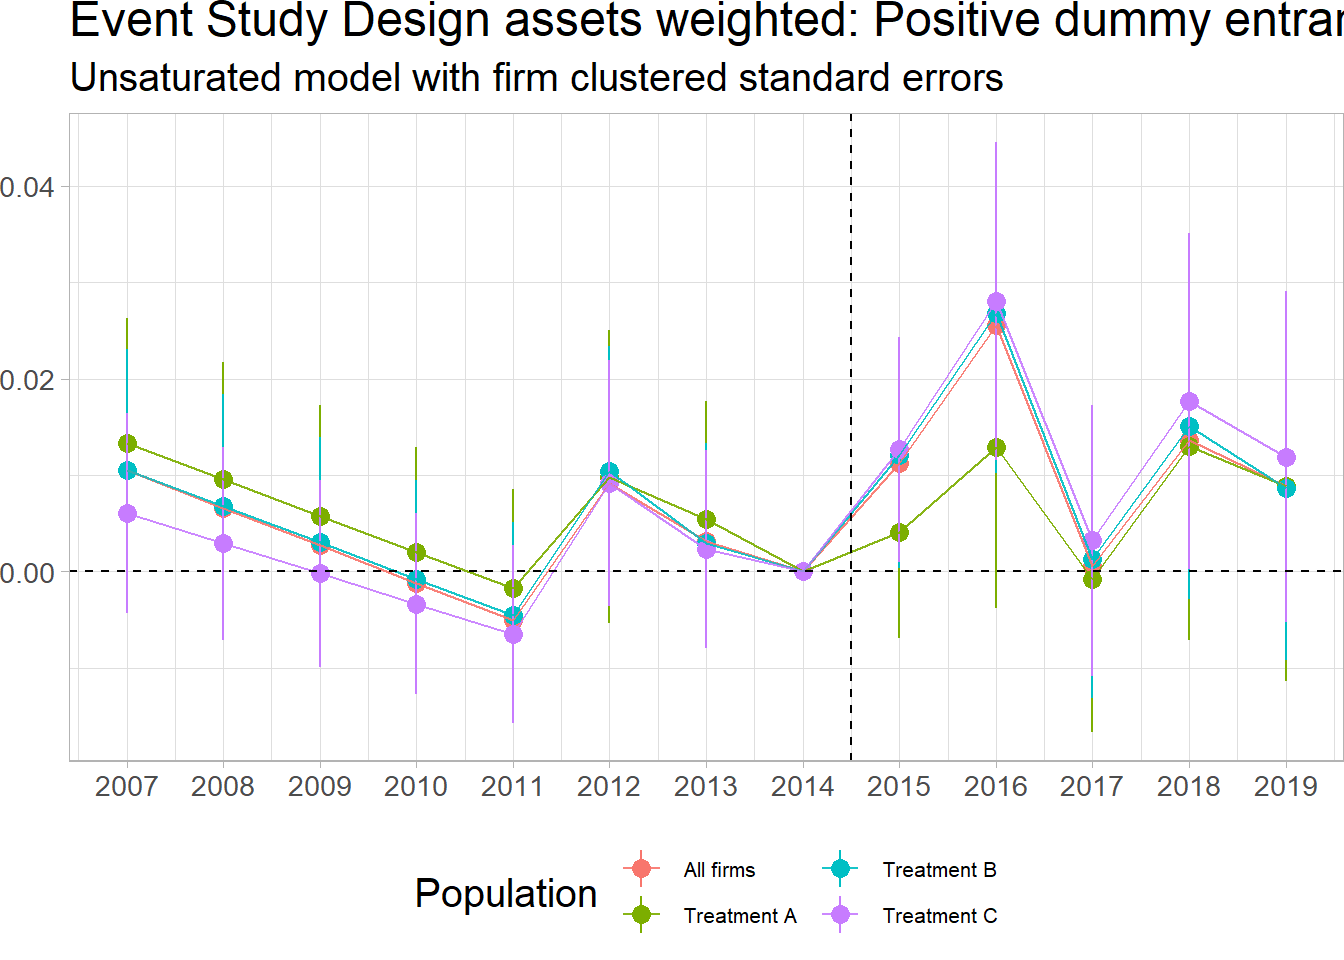 Event Study Design assets weighted: Positive dummy entrar
Unsaturated model with firm clustered standard errors
0.04
0.02
0.00
2007 2008 2009 2010 2011 2012 2013 2014 2015 2016 2017 2018 2019
Population
All firms
Treatment A
Treatment B
Treatment C